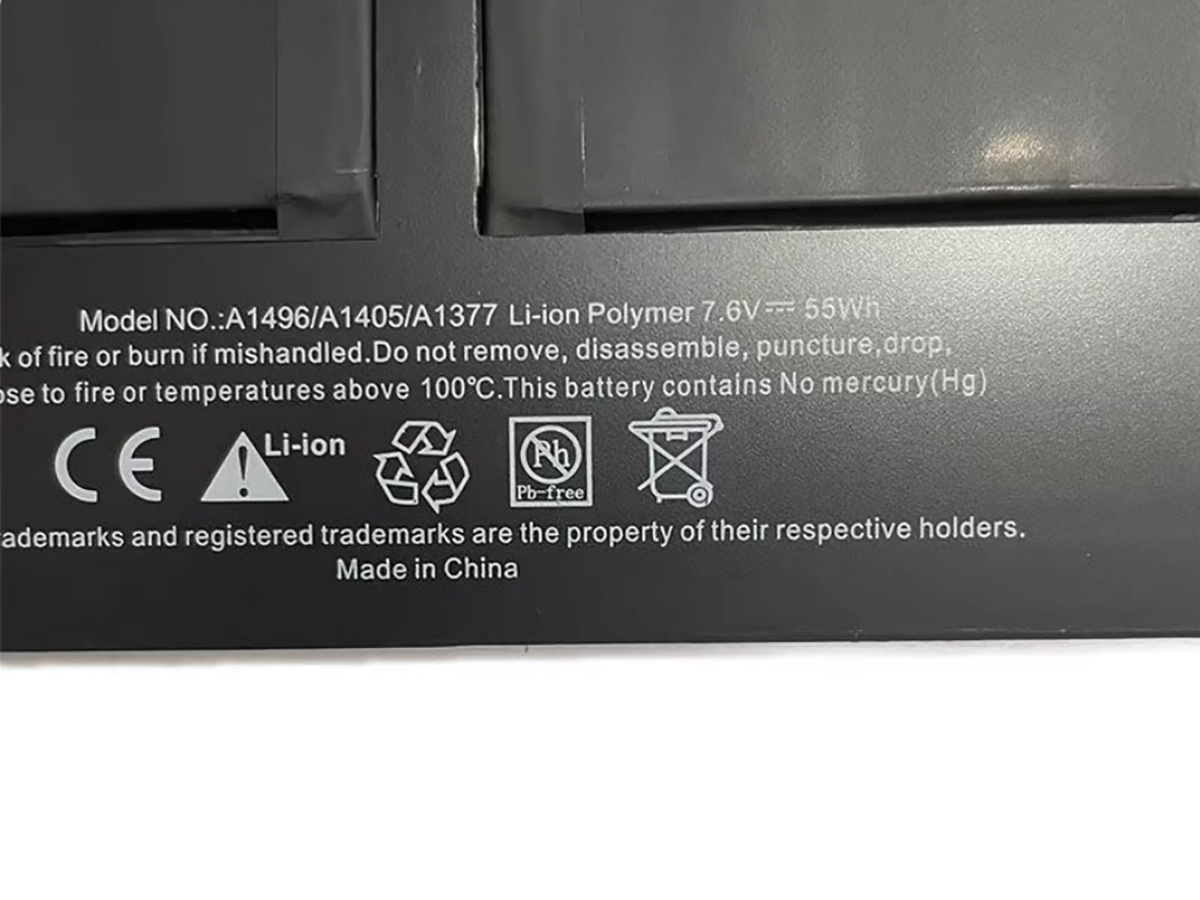 Model NO.:A1496/A1405/A1377 Li-ion Polymer 7.6V⎓ 55Wh
k of fire or burn if mishandled.Do not remove, disassemble, puncture,drop,
ose to fire or temperatures above 100℃.This battery contains No mercury(Hg)
CE Li-ion Pb Pb-free
ademarks and registered trademarks are the property of their respective holders.
Made in China